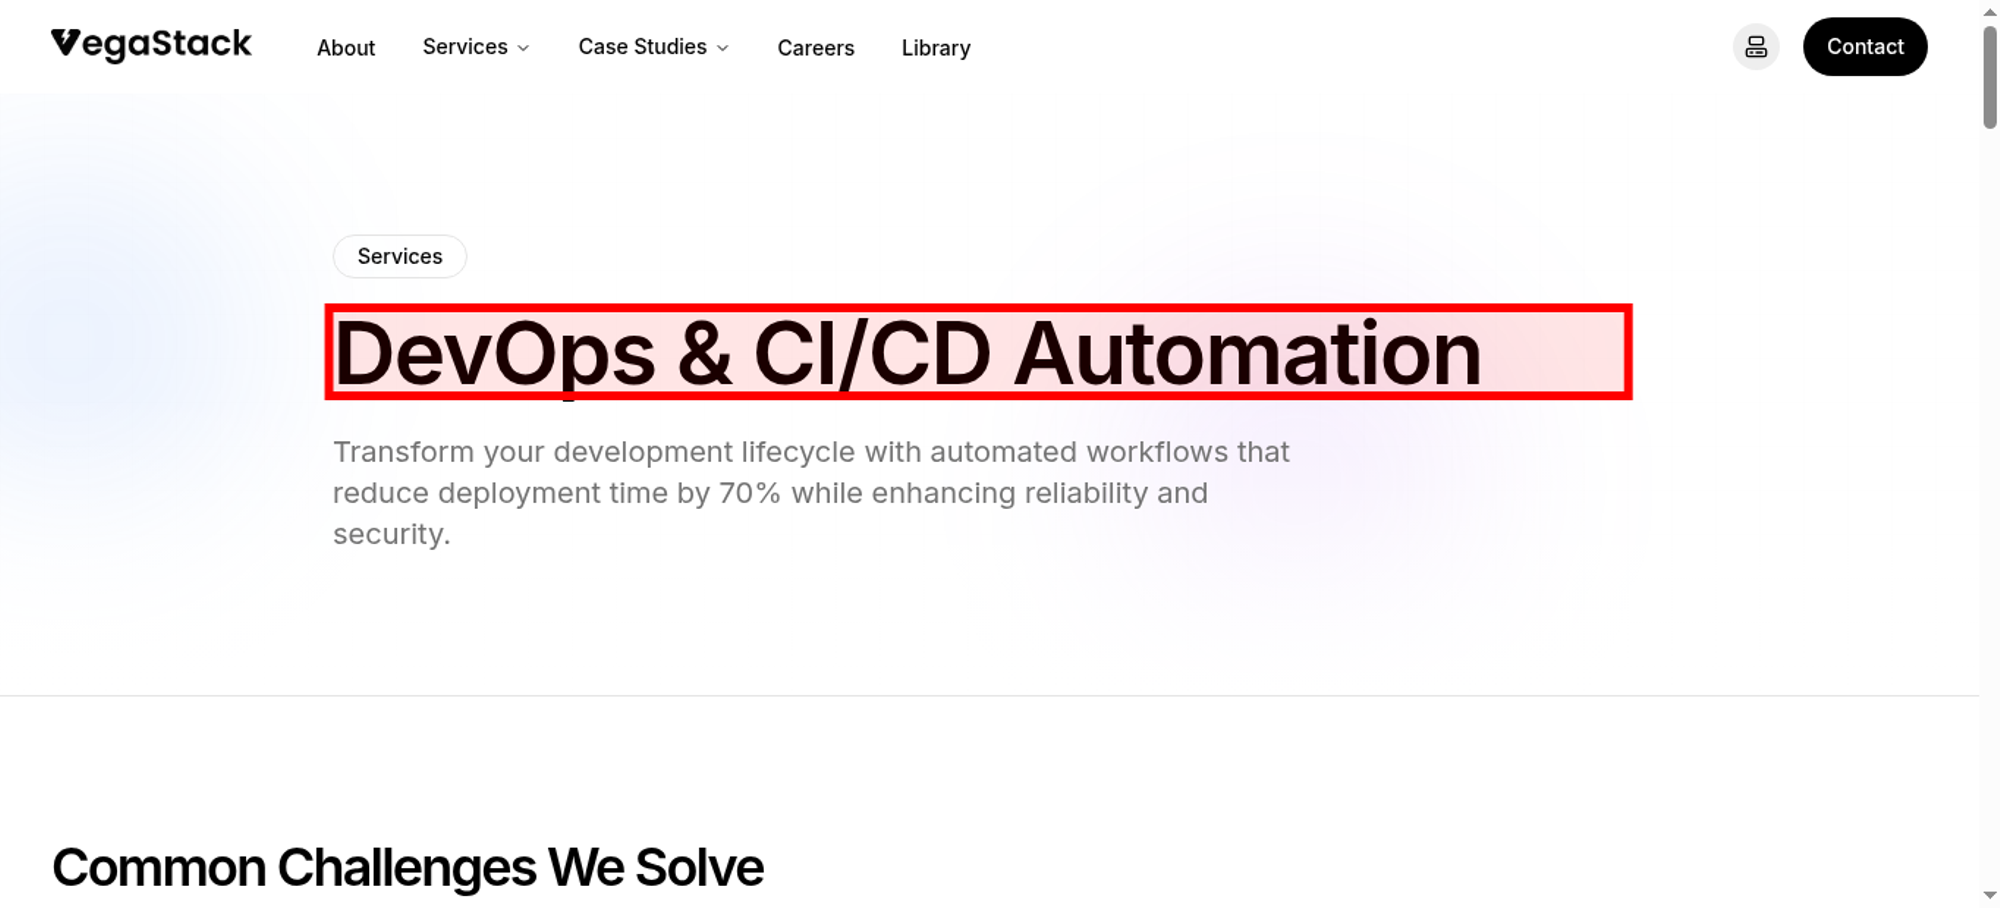 VegaStack
About
Services
Case Studies
Careers
Library
Contact
Services
DevOps & CI/CD Automation
Transform your development lifecycle with automated workflows that
reduce deployment time by 70% while enhancing reliability and
security.
Common Challenges We Solve